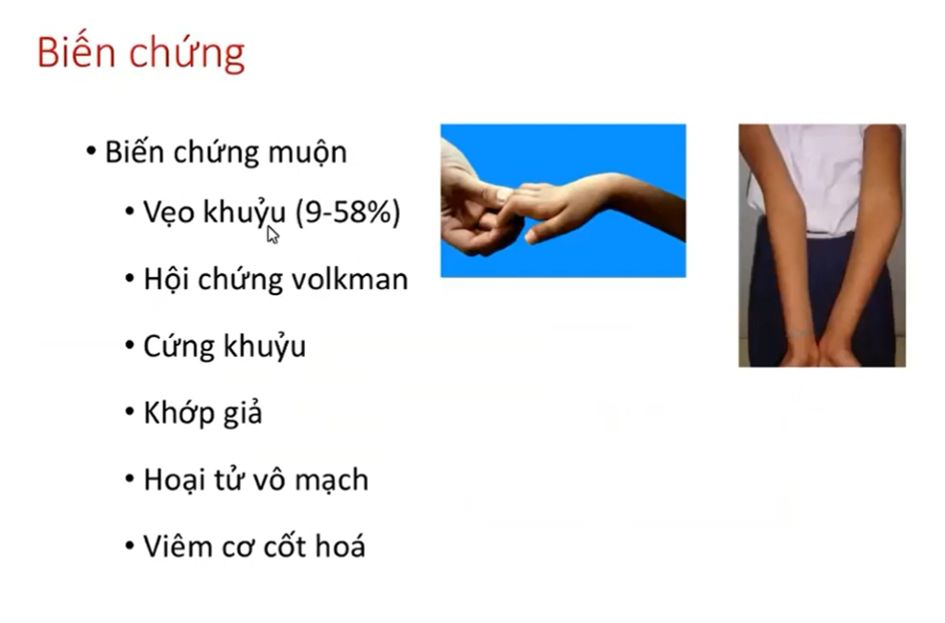 Biến chứng
• Biến chứng muộn
• Vẹo khuỷu (9-58%)
• Hội chứng volkman
• Cứng khuỷu
• Khớp giả
• Hoại tử vô mạch
• Viêm cơ cốt hoá